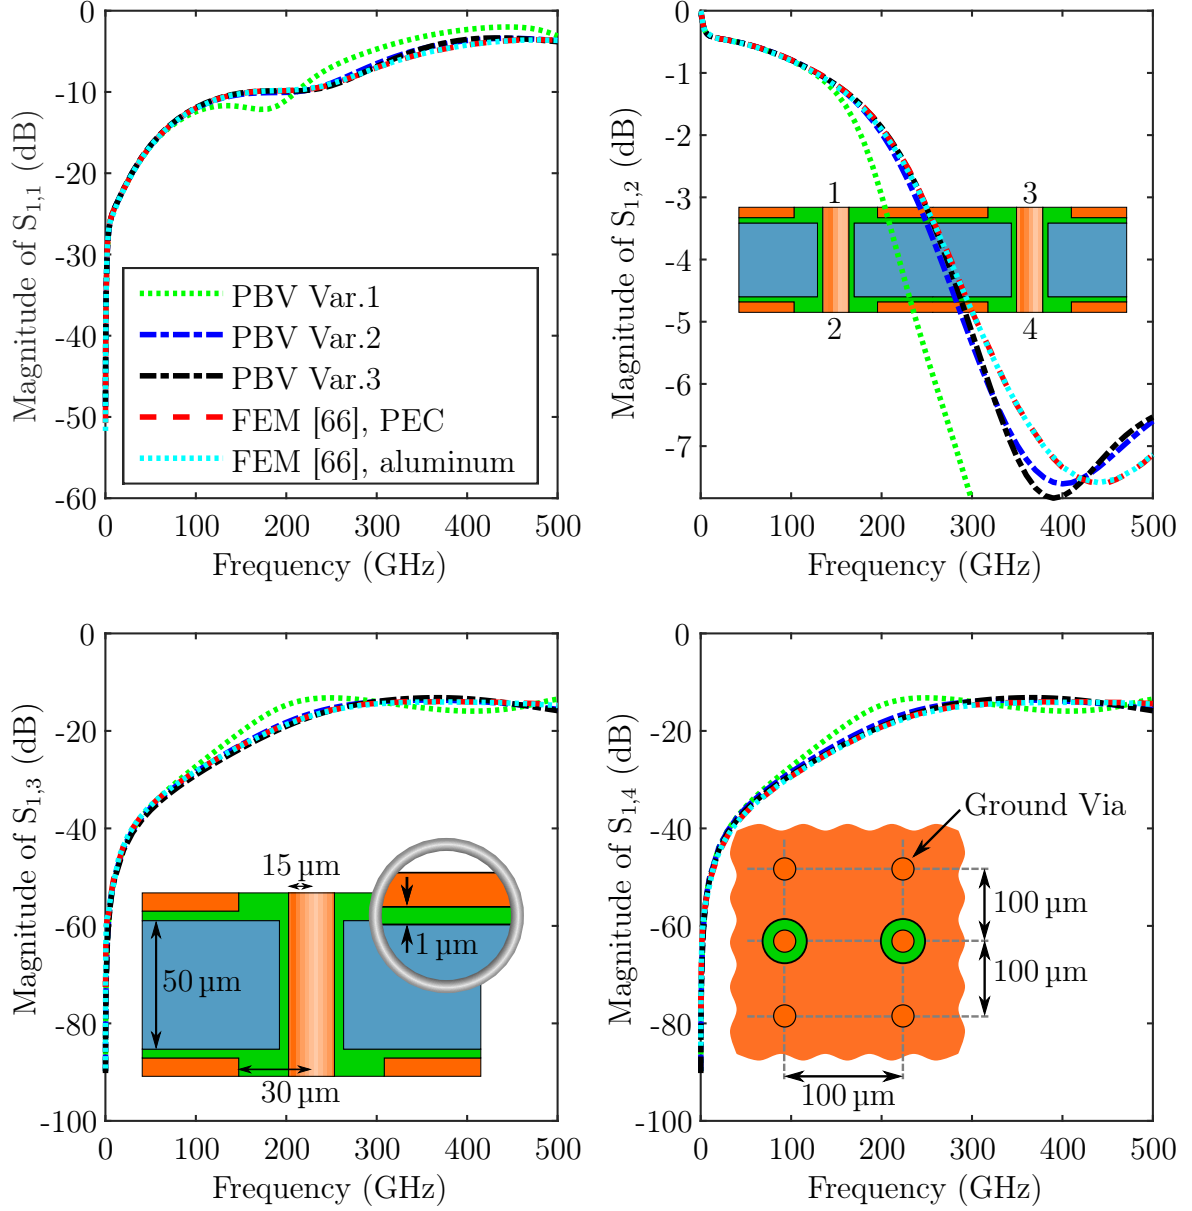 0
-10
-20
-30
-40
-50
-60
Magnitude of S1,1 (dB)
PBV Var.1
PBV Var.2
PBV Var.3
FEM [66], PEC
FEM [66], aluminum
0 100 200 300 400 500
Frequency (GHz)
0
-1
-2
-3
-4
-5
-6
-7
Magnitude of S1,2 (dB)
1 3
2 4
0 100 200 300 400 500
Frequency (GHz)
0
-20
-40
-60
-80
-100
Magnitude of S1,3 (dB)
15 µm
1 µm
50 µm
30 µm
0 100 200 300 400 500
Frequency (GHz)
0
-20
-40
-60
-80
-100
Magnitude of S1,4 (dB)
Ground Via
100 µm
100 µm
100 µm
0 100 200 300 400 500
Frequency (GHz)